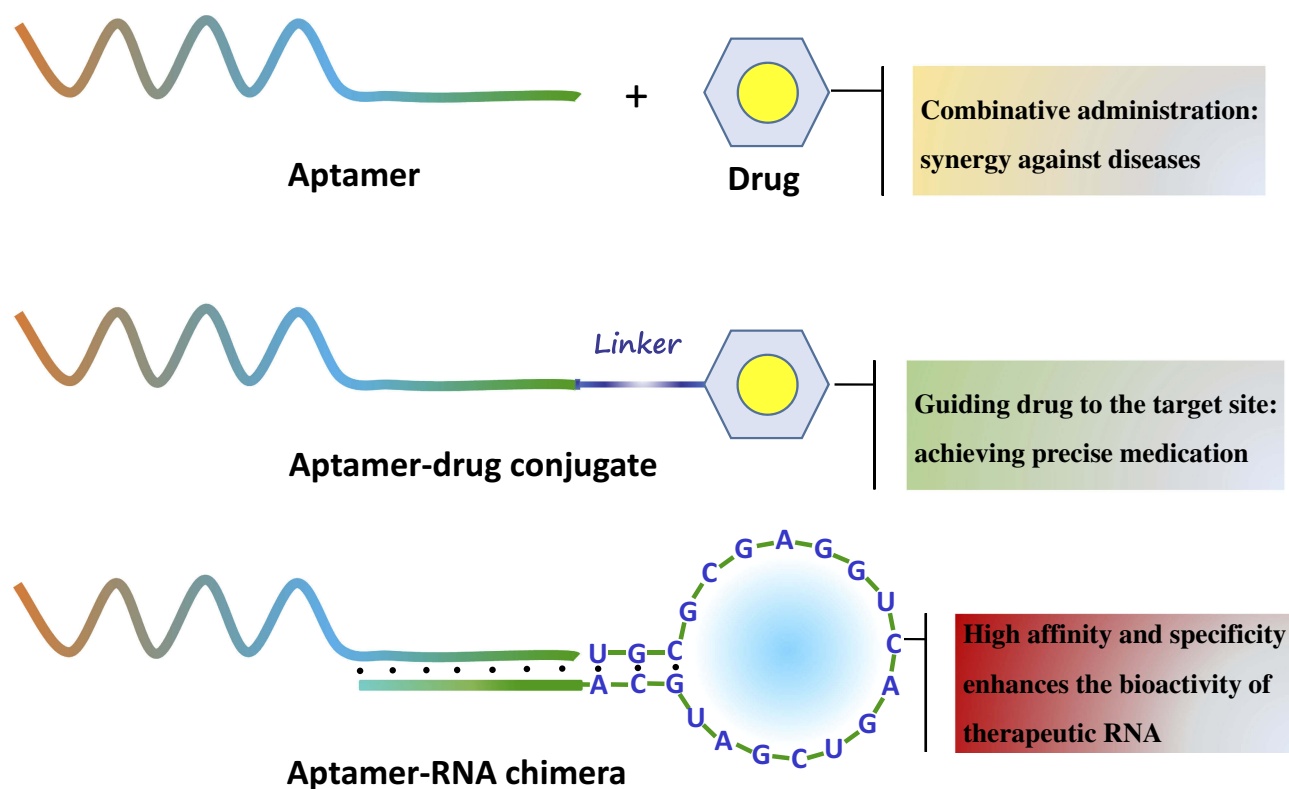 +
Aptamer
Drug
Combinative administration:
synergy against diseases
Linker
Aptamer-drug conjugate
Guiding drug to the target site:
achieving precise medication
U G C G C G A G G U C A G U C G A U G C A
High affinity and specificity
enhances the bioactivity of
therapeutic RNA
Aptamer-RNA chimera